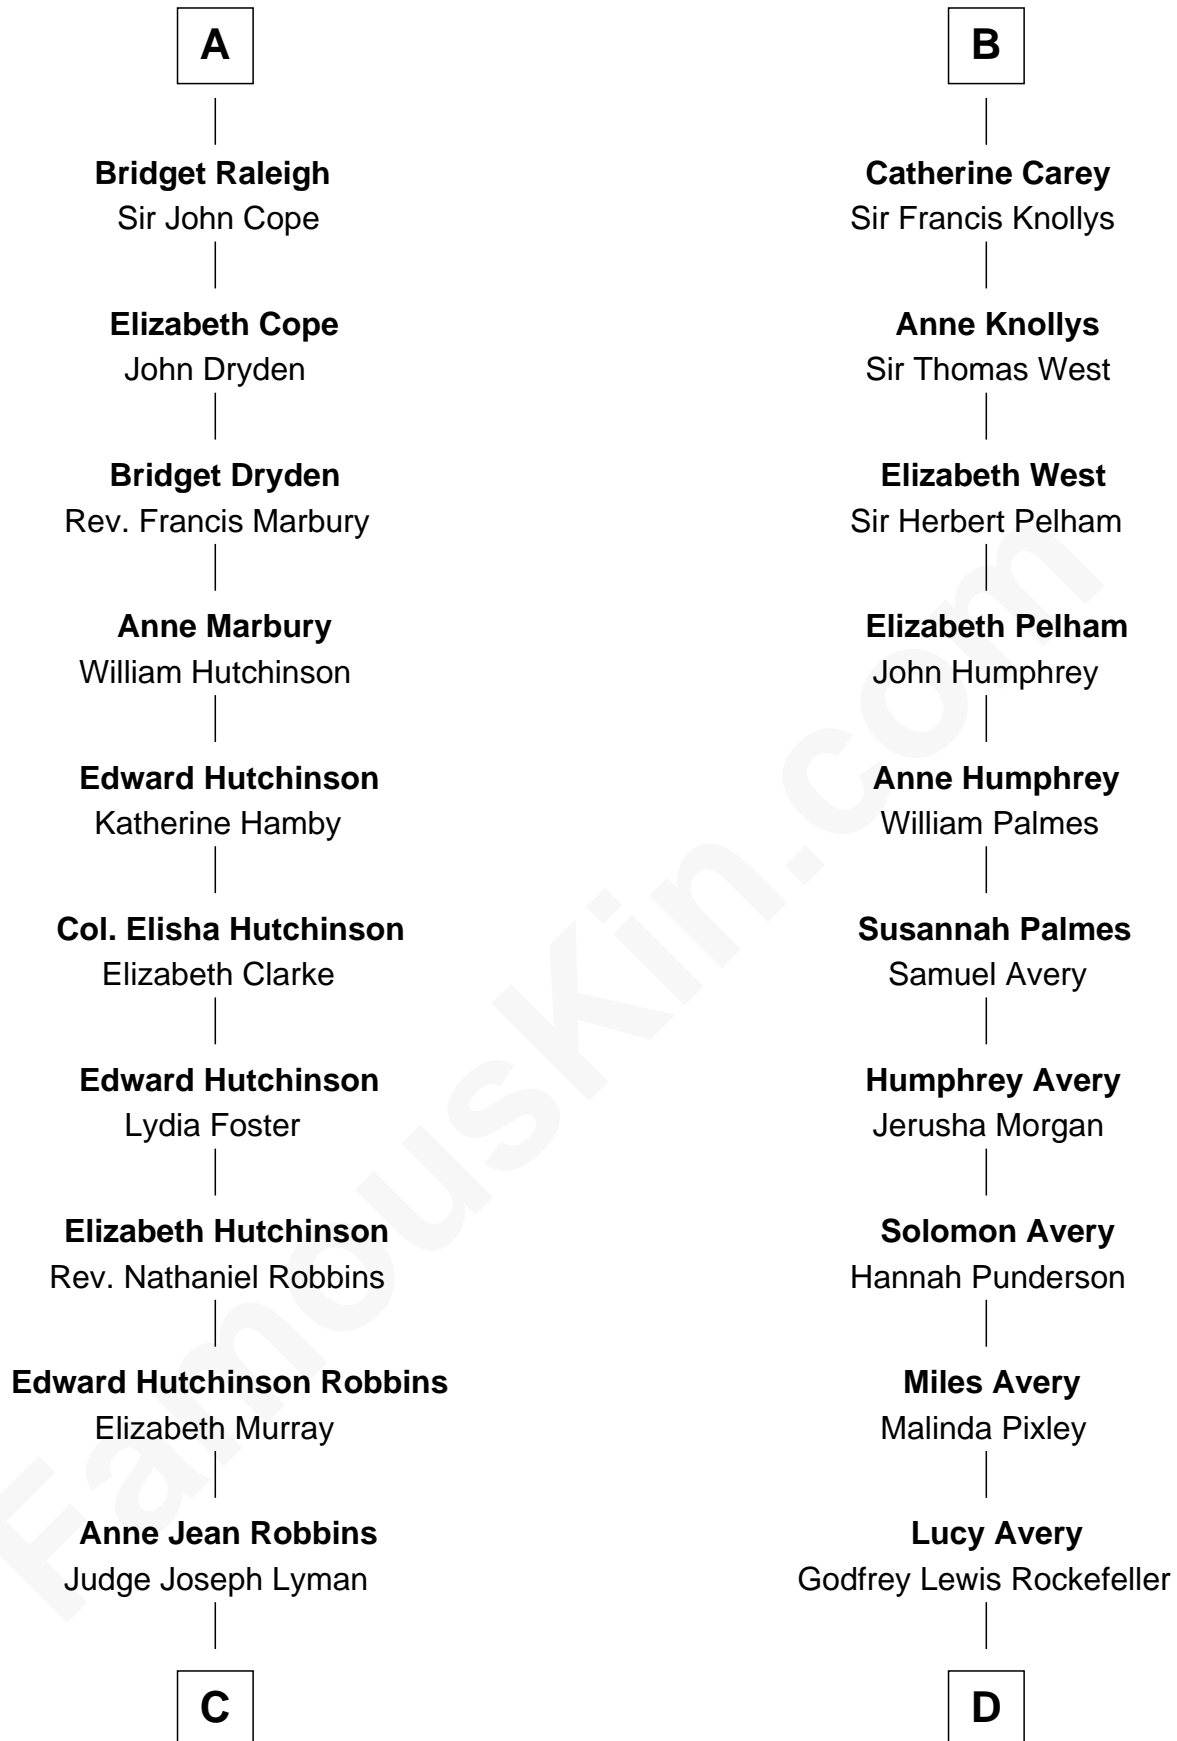 A
Bridget Raleigh
Sir John Cope
Elizabeth Cope
John Dryden
Bridget Dryden
Rev. Francis Marbury
Anne Marbury
William Hutchinson
Edward Hutchinson
Katherine Hamby
Col. Elisha Hutchinson
Elizabeth Clarke
Edward Hutchinson
Lydia Foster
Elizabeth Hutchinson
Rev. Nathaniel Robbins
Edward Hutchinson Robbins
Elizabeth Murray
Anne Jean Robbins
Judge Joseph Lyman
C
B
Catherine Carey
Sir Francis Knollys
Anne Knollys
Sir Thomas West
Elizabeth West
Sir Herbert Pelham
Elizabeth Pelham
John Humphrey
Anne Humphrey
William Palmes
Susannah Palmes
Samuel Avery
Humphrey Avery
Jerusha Morgan
Solomon Avery
Hannah Punderson
Miles Avery
Malinda Pixley
Lucy Avery
Godfrey Lewis Rockefeller
D
FamousKin.com